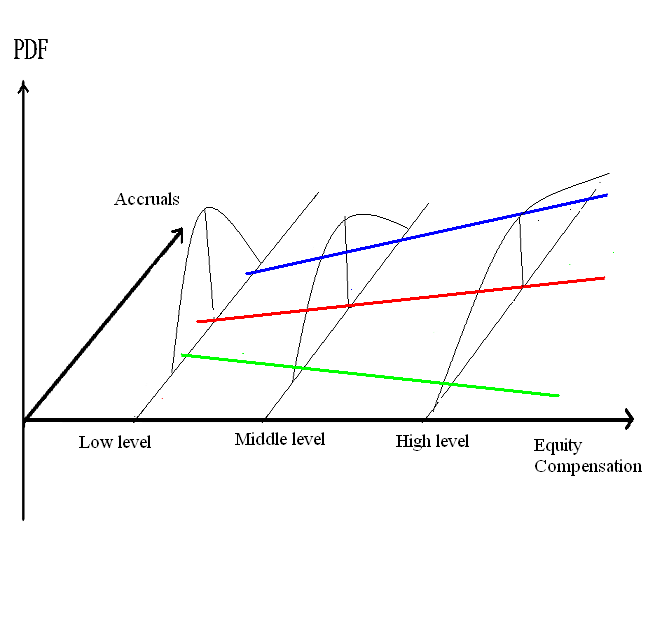 PDF
Accruals
Low level
Middle level
High level
Equity
Compensation